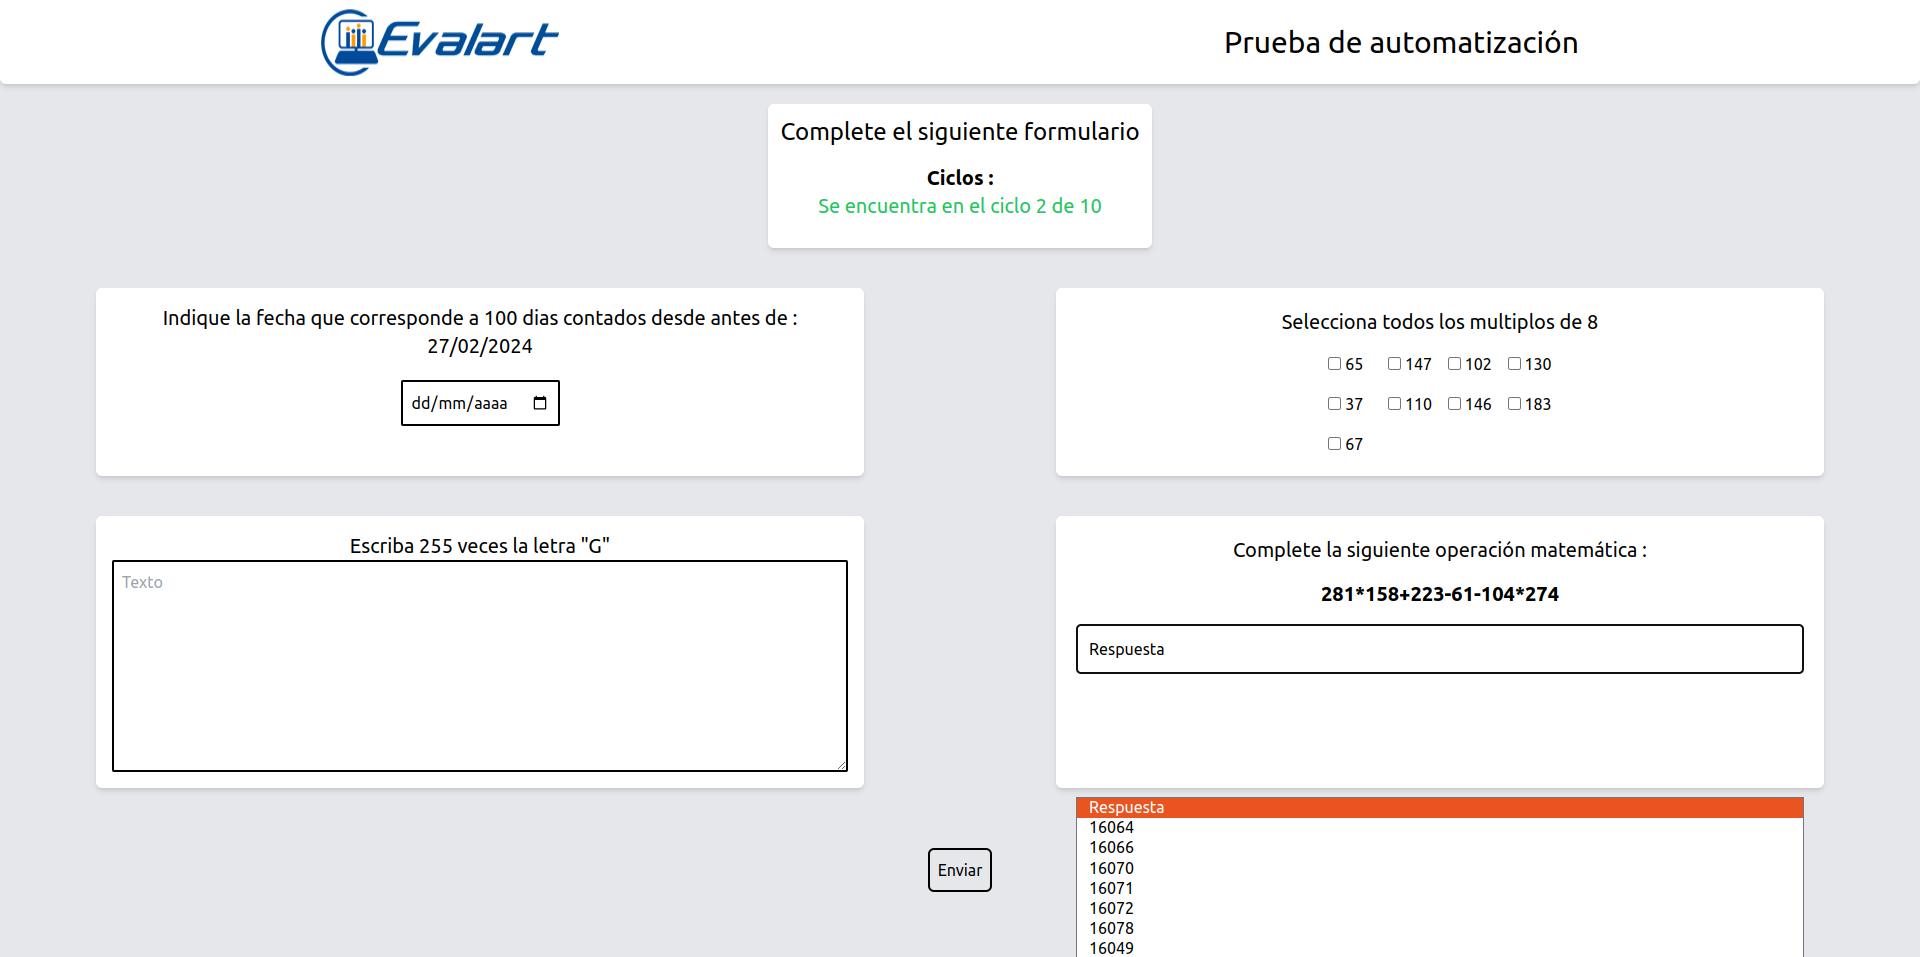 Evalart
Prueba de automatización
Complete el siguiente formulario
Ciclos :
Se encuentra en el ciclo 2 de 10
Indique la fecha que corresponde a 100 dias contados desde antes de :
27/02/2024
dd/mm/aaaa
Selecciona todos los multiplos de 8
65 147 102 130
37 110 146 183
67
Escriba 255 veces la letra "G"
Texto
Complete la siguiente operación matemática :
281*158+223-61-104*274
Respuesta
Respuesta
16064
16066
16070
16071
16072
16078
16049
Enviar